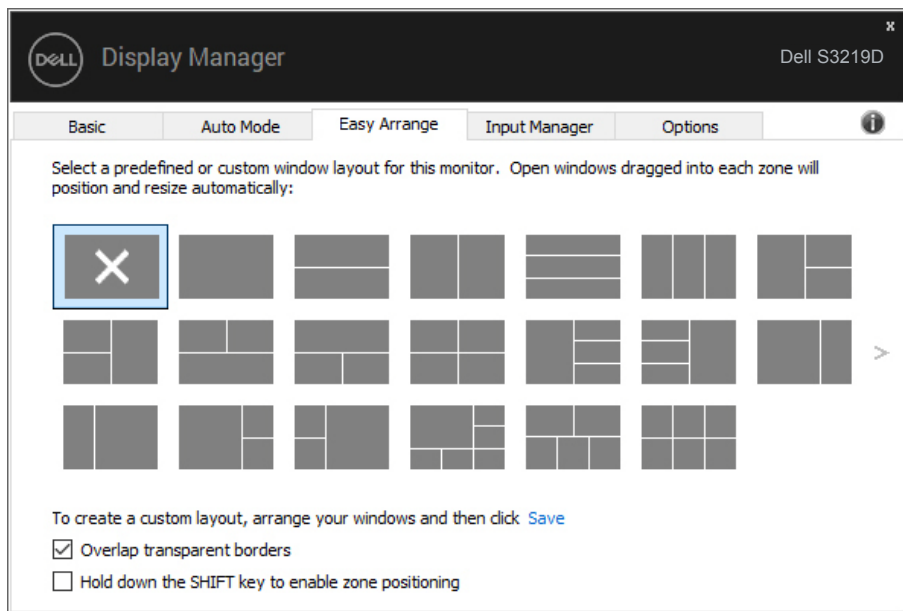 x
DELL
Display Manager
Dell S3219D
Basic
Auto Mode
Easy Arrange
Input Manager
Options
i
Select a predefined or custom window layout for this monitor. Open windows dragged into each zone will
position and resize automatically:
>
To create a custom layout, arrange your windows and then click Save
Overlap transparent borders
Hold down the SHIFT key to enable zone positioning